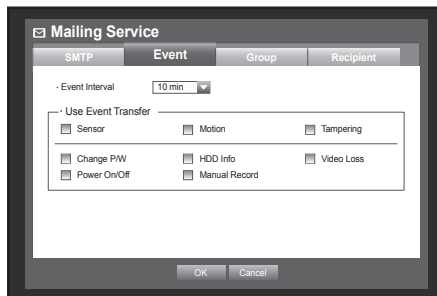 Mailing Service
SMTP Event Group Recipient
· Event Interval 10 min
· Use Event Transfer
Sensor Motion Tampering
Change P/W HDD Info Video Loss
Power On/Off Manual Record
OK Cancel